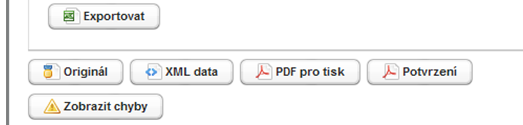 Exportovat
Originál XML data PDF pro tisk Potvrzení
Zobrazit chyby